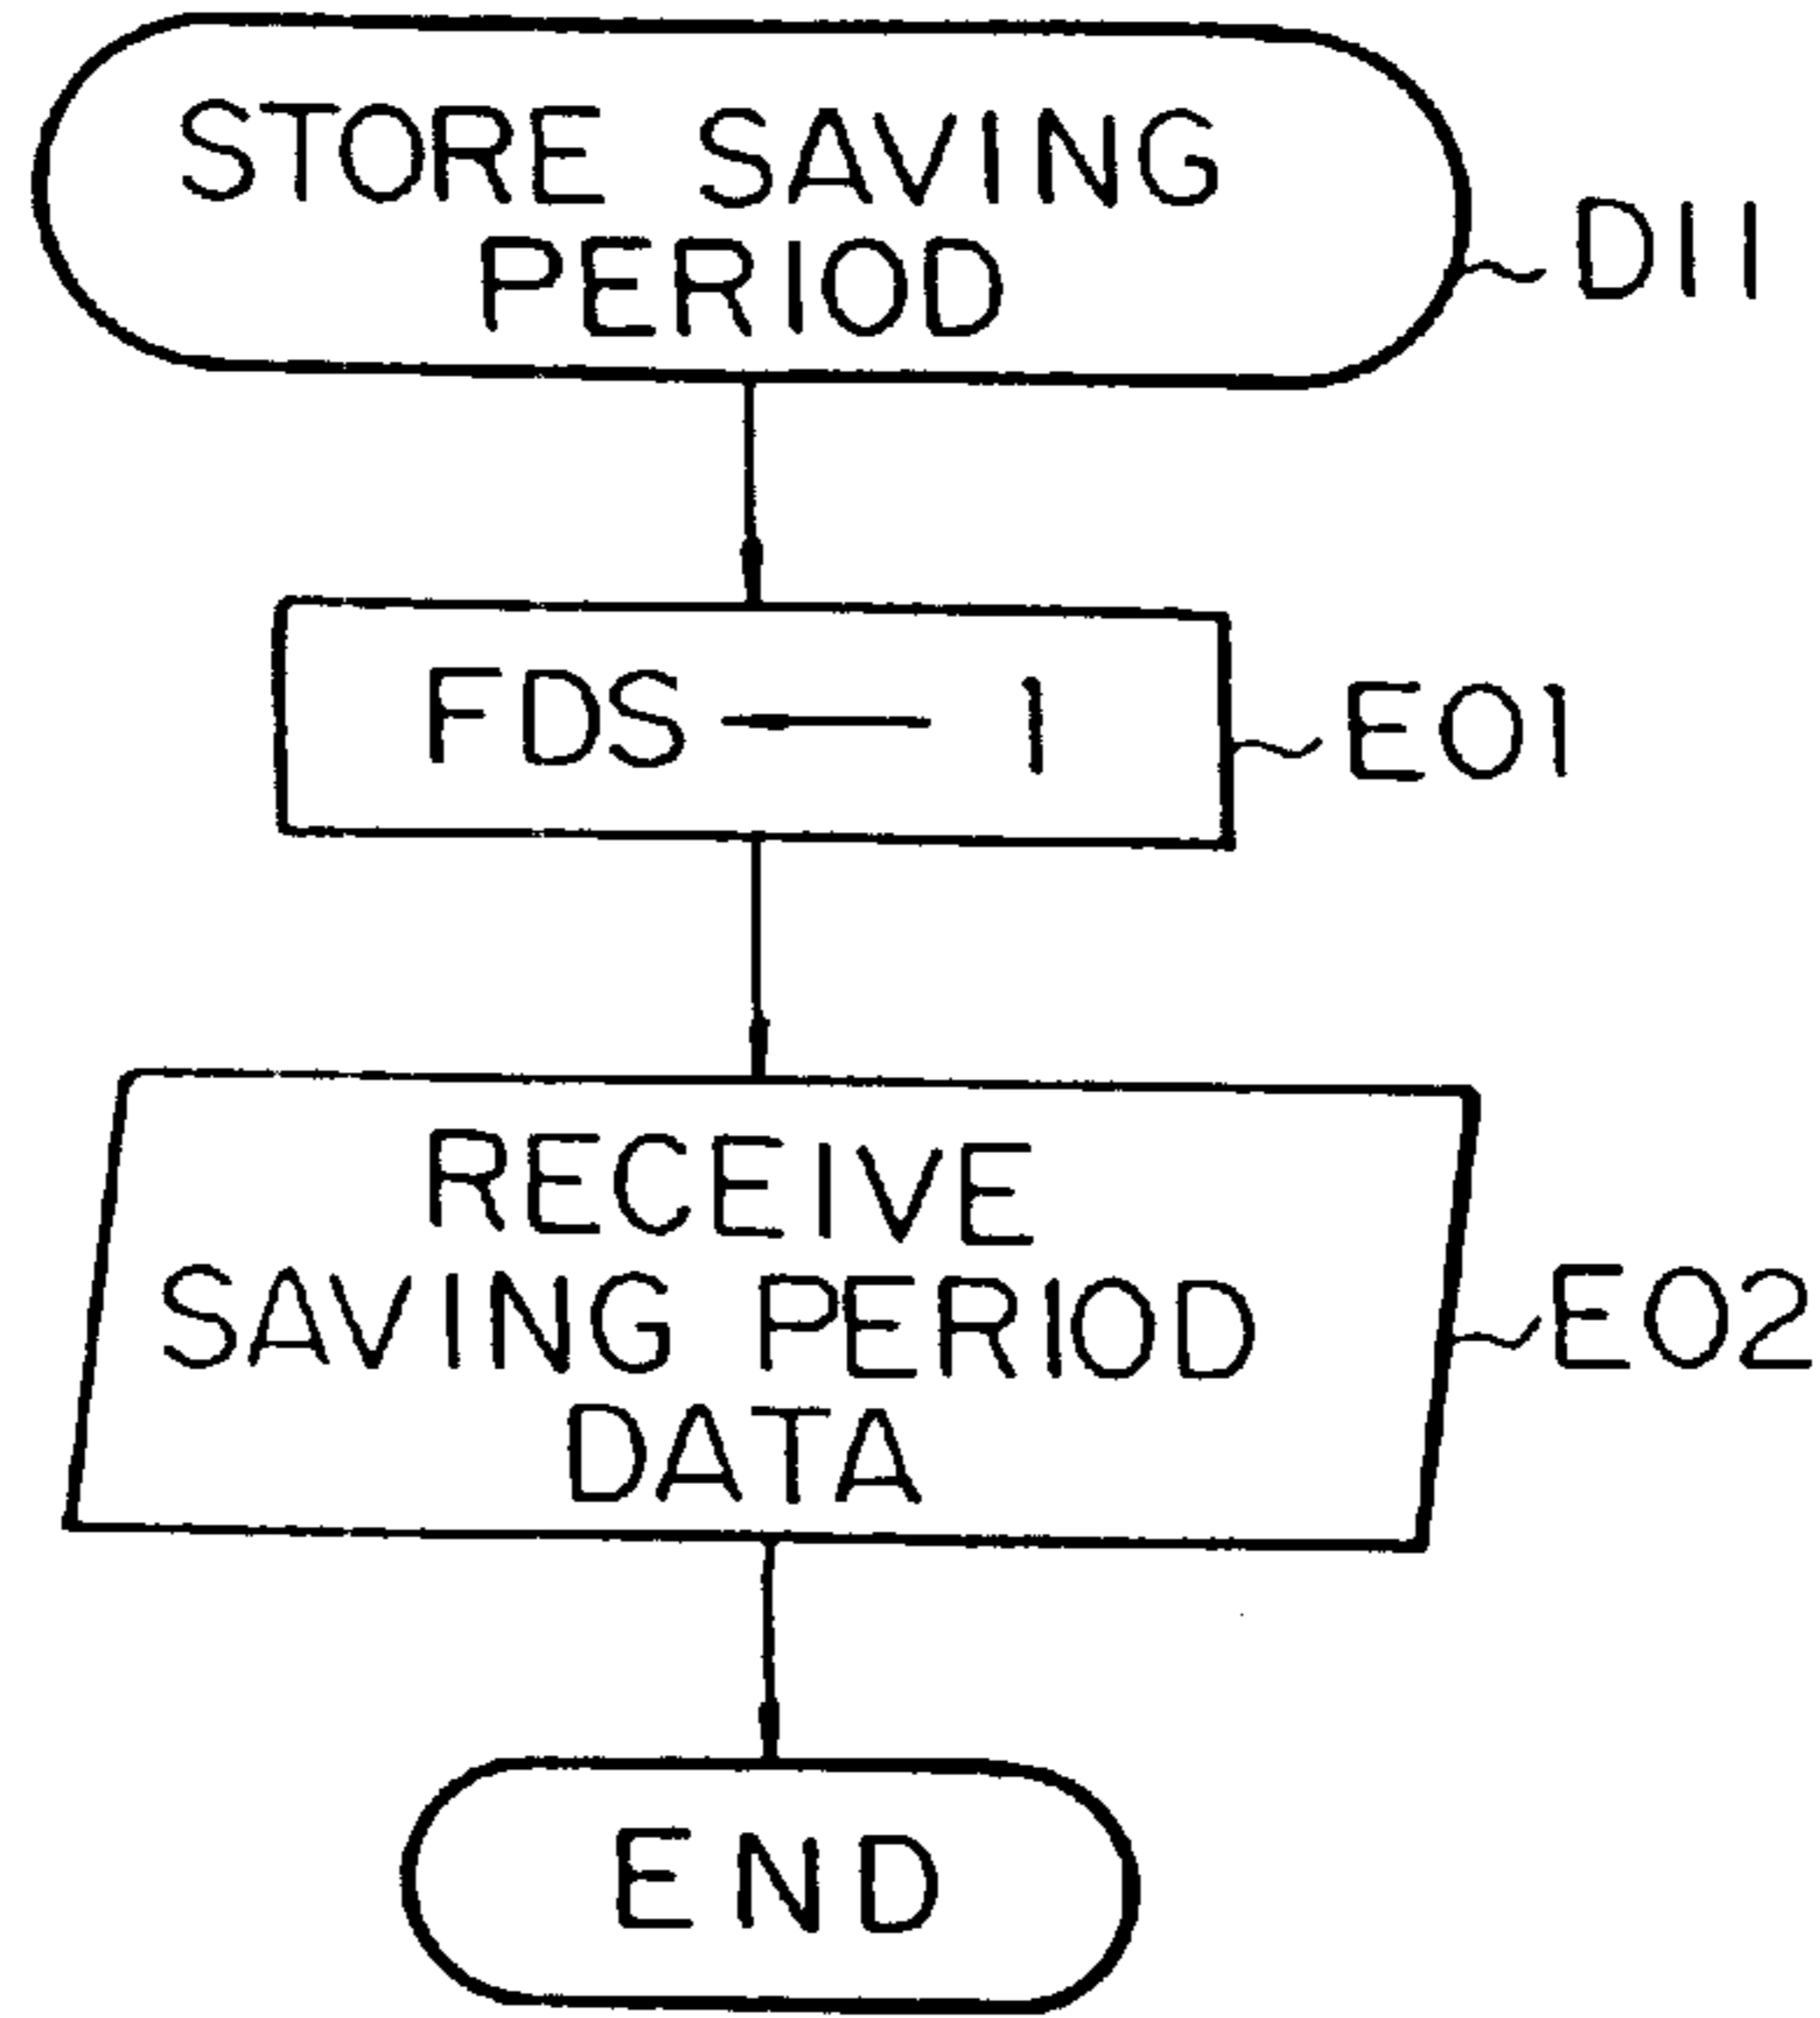 STORE SAVING
PERIOD
D11
FDS ← 1
E01
RECEIVE
SAVING PERIOD
DATA
E02
END